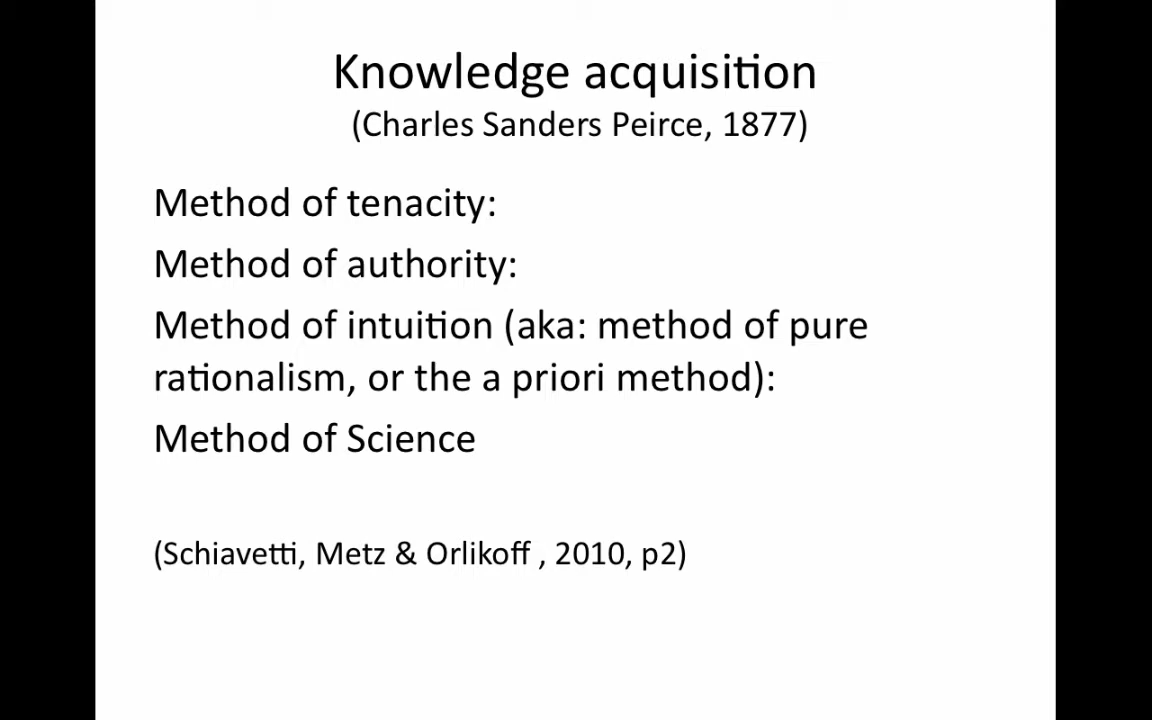 Knowledge acquisition
(Charles Sanders Peirce, 1877)
Method of tenacity:
Method of authority:
Method of intuition (aka: method of pure
rationalism, or the a priori method):
Method of Science
(Schiavetti, Metz & Orlikoff , 2010, p2)